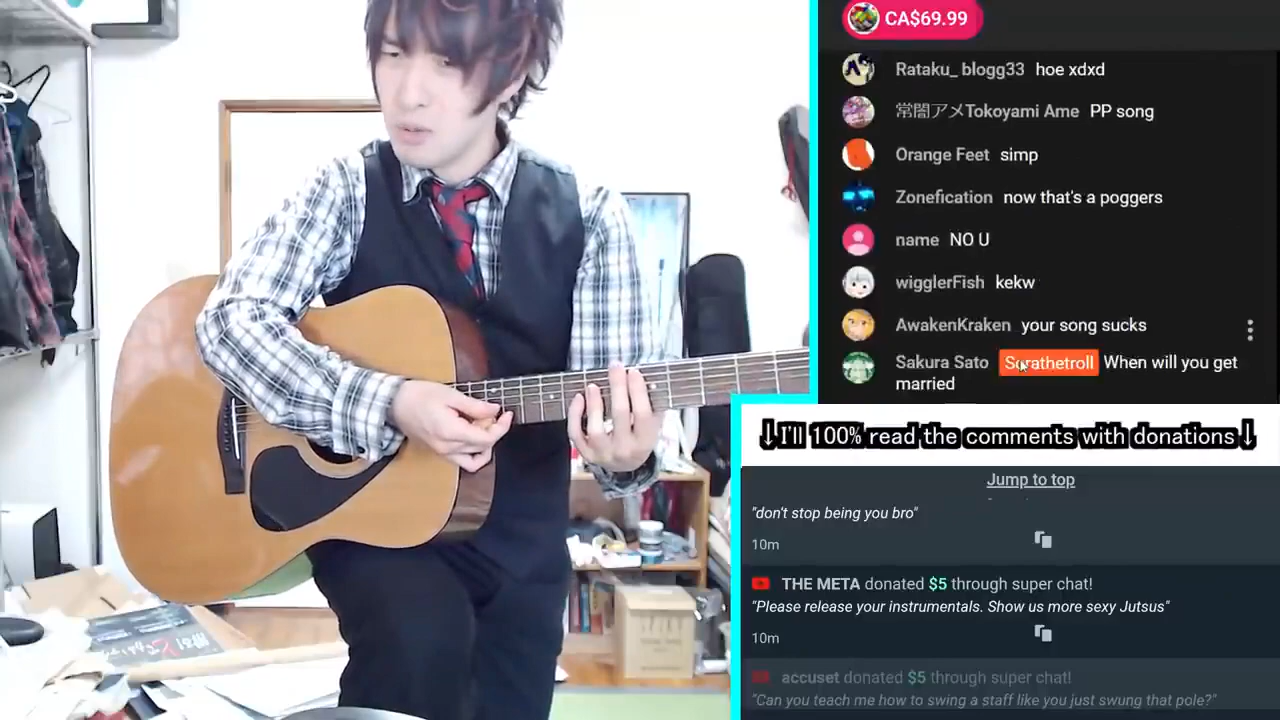 CA$69.99
Rataku_ blogg33 hoe xdxd
常闇アメTokoyami Ame PP song
Orange Feet simp
Zonefication now that's a poggers
name NO U
wigglerFish kekw
AwakenKraken your song sucks
Sakura Sato Surathetroll When will you get
married
↓I'll 100% read the comments with donations↓
Jump to top
"don't stop being you bro"
10m
THE META donated $5 through super chat!
"Please release your instrumentals. Show us more sexy Jutsus"
10m
accuset donated $5 through super chat!
"Can you teach me how to swing a staff like you just swung that pole?"